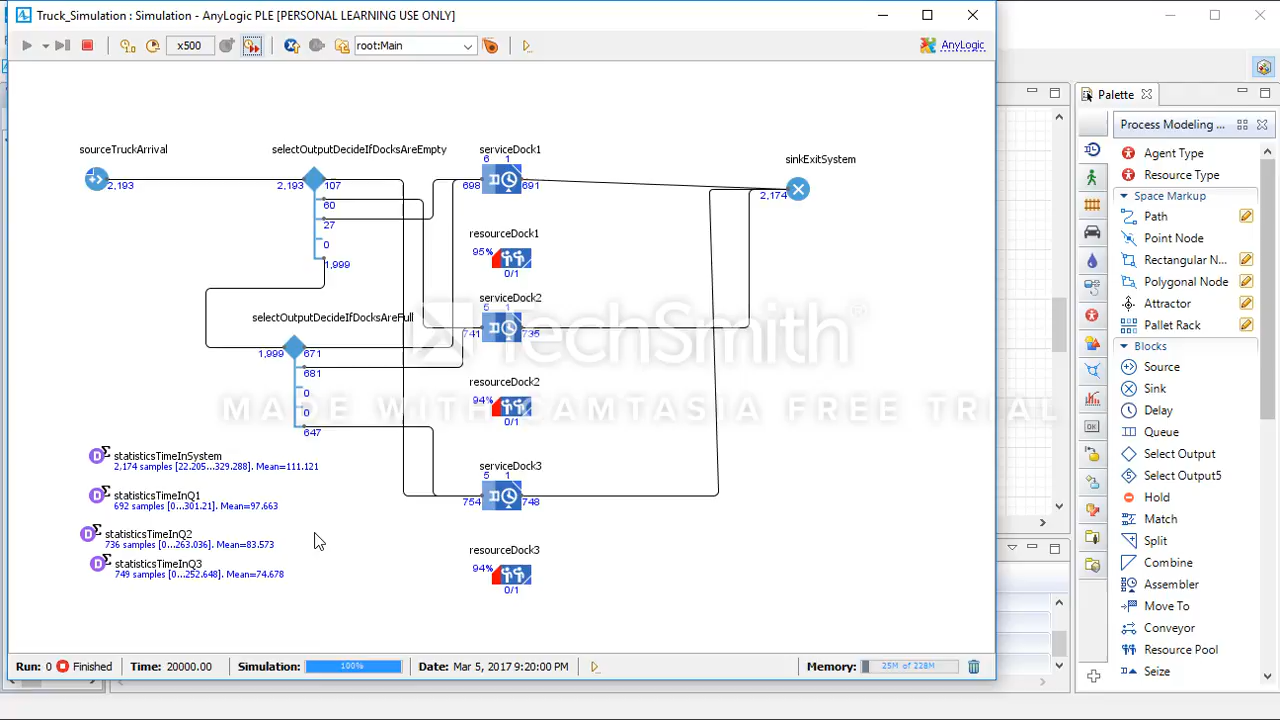 Truck_Simulation : Simulation - AnyLogic PLE [PERSONAL LEARNING USE ONLY]
x500
root:Main
AnyLogic
Palette
Process Modeling ...
Agent Type
Resource Type
Space Markup
Path
Point Node
Rectangular N...
Polygonal Node
Attractor
Pallet Rack
Blocks
Source
Sink
Delay
Queue
Select Output
Select Output5
Hold
Match
Split
Combine
Assembler
Move To
Conveyor
Resource Pool
Seize
sourceTruckArrival
2,193
selectOutputDecideIfDocksAreEmpty
2,193
107
60
27
0
1,999
serviceDock1
6 1
698 691
sinkExitSystem
2,174
resourceDock1
95%
0/1
serviceDock2
5 1
741 735
selectOutputDecideIfDocksAreFull
1,999
671
681
0
0
647
resourceDock2
94%
0/1
serviceDock3
5 1
754 748
resourceDock3
94%
0/1
statisticsTimeInSystem
2,174 samples [22.205...329.288]. Mean=111.121
statisticsTimeInQ1
692 samples [0...301.21]. Mean=97.663
statisticsTimeInQ2
736 samples [0...263.036]. Mean=83.573
statisticsTimeInQ3
749 samples [0...252.648]. Mean=74.678
TechSmith®
MADE WITH CAMTASIA FREE TRIAL
Run: 0 Finished Time: 20000.00 Simulation: 100% Date: Mar 5, 2017 9:20:00 PM Memory: 25M of 228M